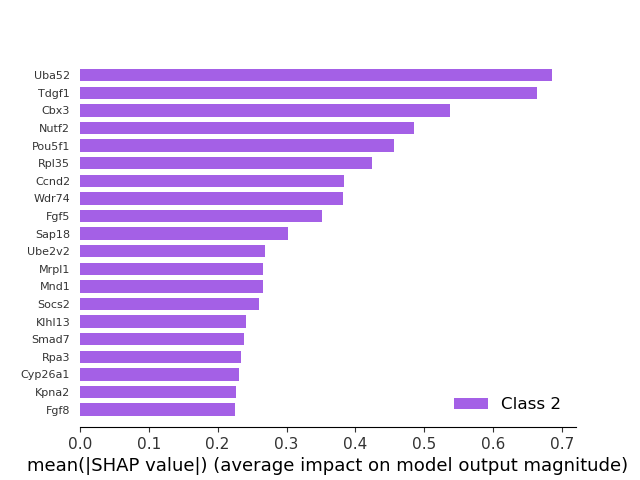 Uba52
Tdgf1
Cbx3
Nutf2
Pou5f1
Rpl35
Ccnd2
Wdr74
Fgf5
Sap18
Ube2v2
Mrpl1
Mnd1
Socs2
Klhl13
Smad7
Rpa3
Cyp26a1
Kpna2
Fgf8
Class 2
0.0 0.1 0.2 0.3 0.4 0.5 0.6 0.7
mean(|SHAP value|) (average impact on model output magnitude)